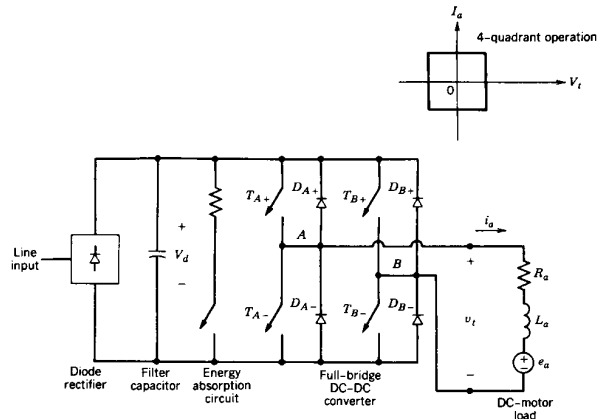 I_a
4-quadrant operation
0
V_t
T_A+
D_A+
T_B+
D_B+
A
i_a
Line
input
+
V_d
−
B
+
R_a
T_A−
D_A−
T_B−
D_B−
v_t
L_a
e_a
−
Diode
rectifier
Filter
capacitor
Energy
absorption
circuit
Full-bridge
DC-DC
converter
DC-motor
load